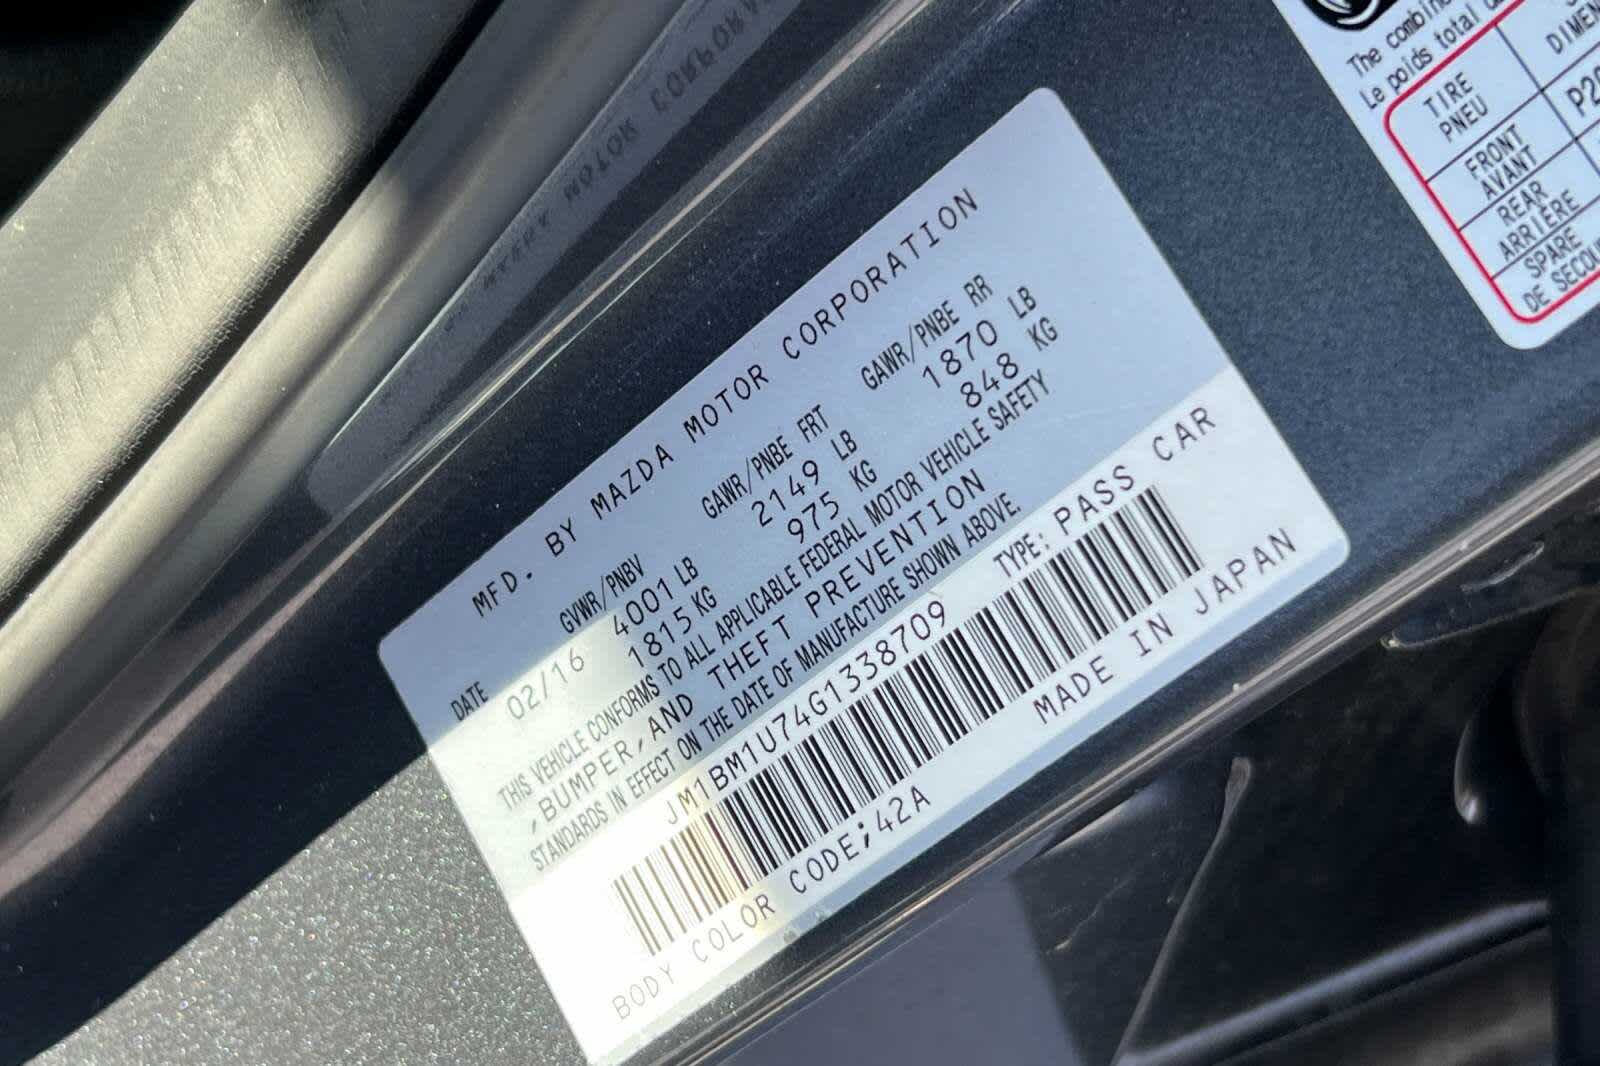 MFD. BY MAZDA MOTOR CORPORATION
DATE GVWR/PNBV GAWR/PNBE FRT GAWR/PNBE RR
02/16 4001 LB 2149 LB 1870 LB
1815 KG 975 KG 848 KG
THIS VEHICLE CONFORMS TO ALL APPLICABLE FEDERAL MOTOR VEHICLE SAFETY
,BUMPER,AND THEFT PREVENTION
STANDARDS IN EFFECT ON THE DATE OF MANUFACTURE SHOWN ABOVE.
JM1BM1U74G1338709 TYPE: PASS CAR
BODY COLOR CODE;42A MADE IN JAPAN
The
Le poids total
TIRE
PNEU
FRONT
AVANT
REAR
ARRIÈRE
SPARE